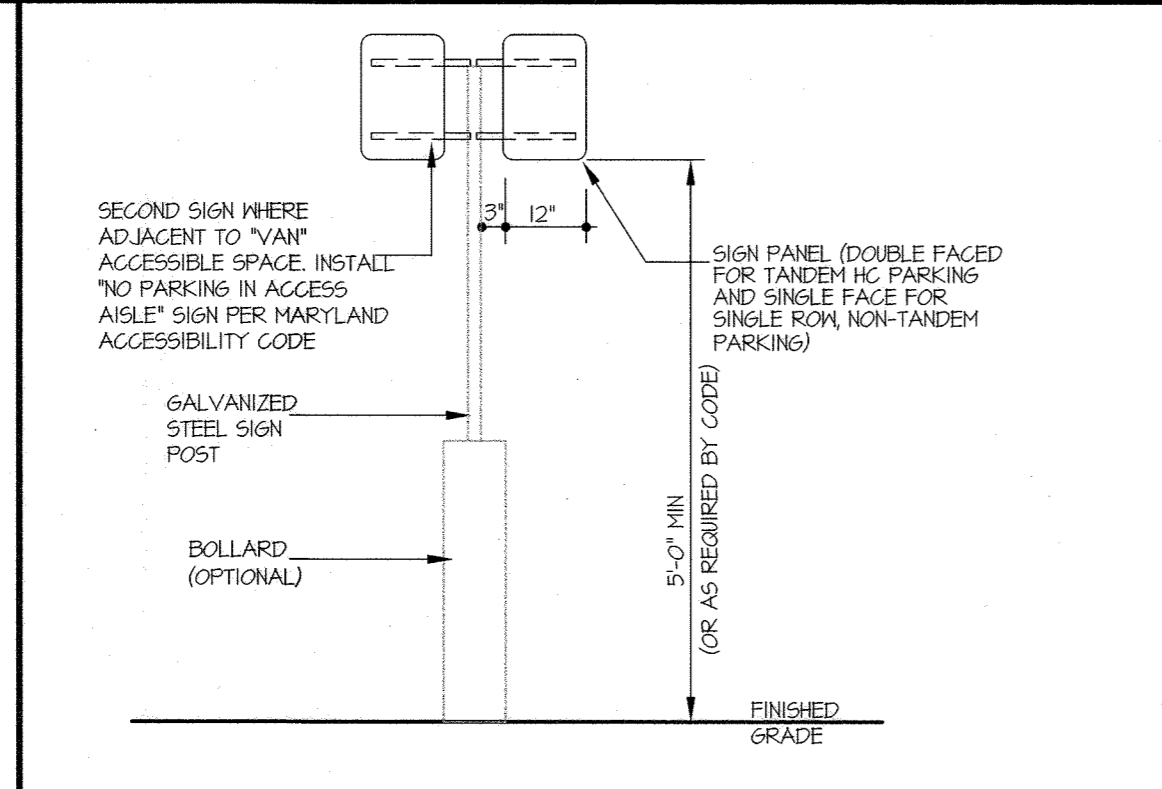 3" 12"
SECOND SIGN WHERE
ADJACENT TO "VAN"
ACCESSIBLE SPACE. INSTALL
"NO PARKING IN ACCESS
AISLE" SIGN PER MARYLAND
ACCESSIBILITY CODE
SIGN PANEL (DOUBLE FACED
FOR TANDEM HC PARKING
AND SINGLE FACE FOR
SINGLE ROW, NON-TANDEM
PARKING)
GALVANIZED
STEEL SIGN
POST
BOLLARD
(OPTIONAL)
5'-0" MIN
(OR AS REQUIRED BY CODE)
FINISHED
GRADE